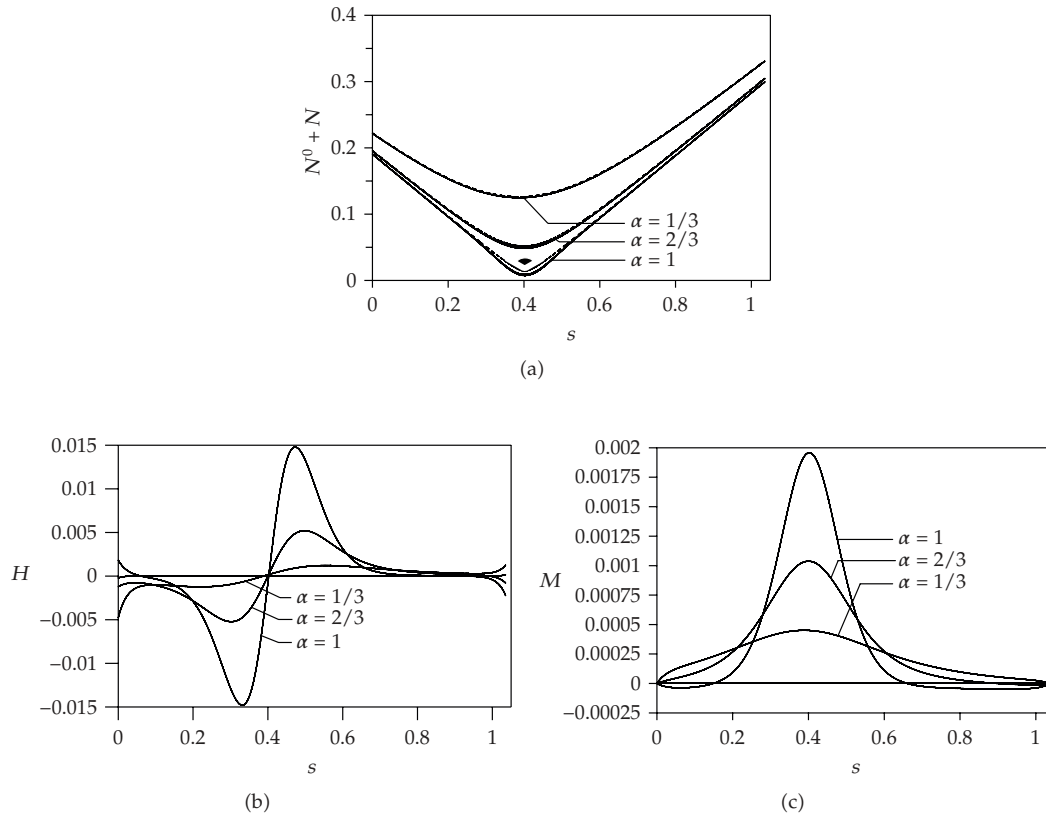 0.4
0.3
0.2
0.1
0
N⁰ + N
α = 1/3
α = 2/3
α = 1
0 0.2 0.4 0.6 0.8 1
s
(a)
0.015
0.01
0.005
0
−0.005
−0.01
−0.015
H
α = 1/3
α = 2/3
α = 1
0 0.2 0.4 0.6 0.8 1
s
(b)
0.002
0.00175
0.0015
0.00125
0.001
0.00075
0.0005
0.00025
0
−0.00025
M
α = 1
α = 2/3
α = 1/3
0 0.2 0.4 0.6 0.8 1
s
(c)